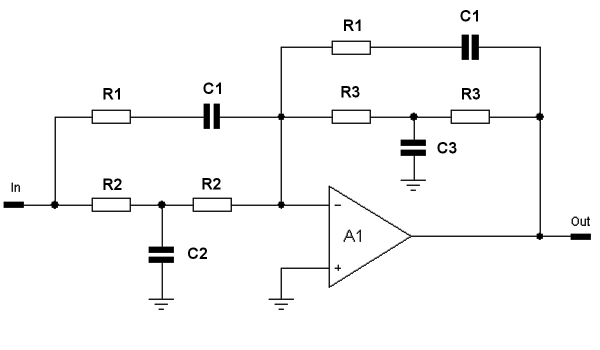 R1 C1
R1 C1 R3 R3
C3
In R2 R2
C2
−
A1
+
Out